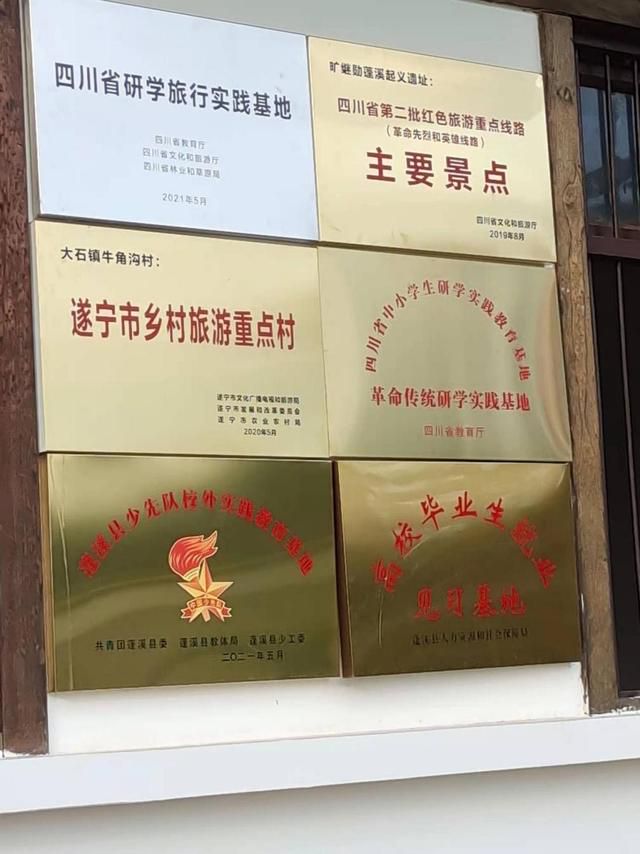 四川省研学旅行实践基地
四川省教育厅
四川省文化和旅游厅
四川省林业和草原局
2021年5月
旷继勋蓬溪起义遗址：
四川省第二批红色旅游重点线路
（革命先烈和英雄线路）
主要景点
四川省文化和旅游厅
2019年8月
大石镇牛角沟村：
遂宁市乡村旅游重点村
遂宁市文化广播电视和旅游局
遂宁市发展和改革委员会
遂宁市农业农村局
2020年5月
四川省中小学生研学实践教育基地
革命传统研学实践基地
四川省教育厅
蓬溪县少先队校外实践教育基地
中国少先队
共青团蓬溪县委 蓬溪县教体局 蓬溪县少工委
二〇二一年五月
高校毕业生就业
见习基地
蓬溪县人力资源和社会保障局